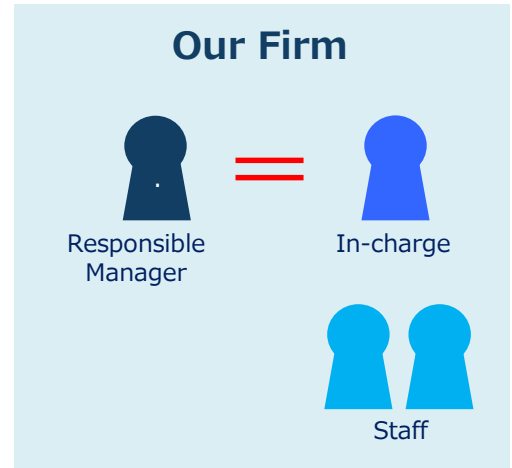 Our Firm
Responsible
Manager
In-charge
Staff